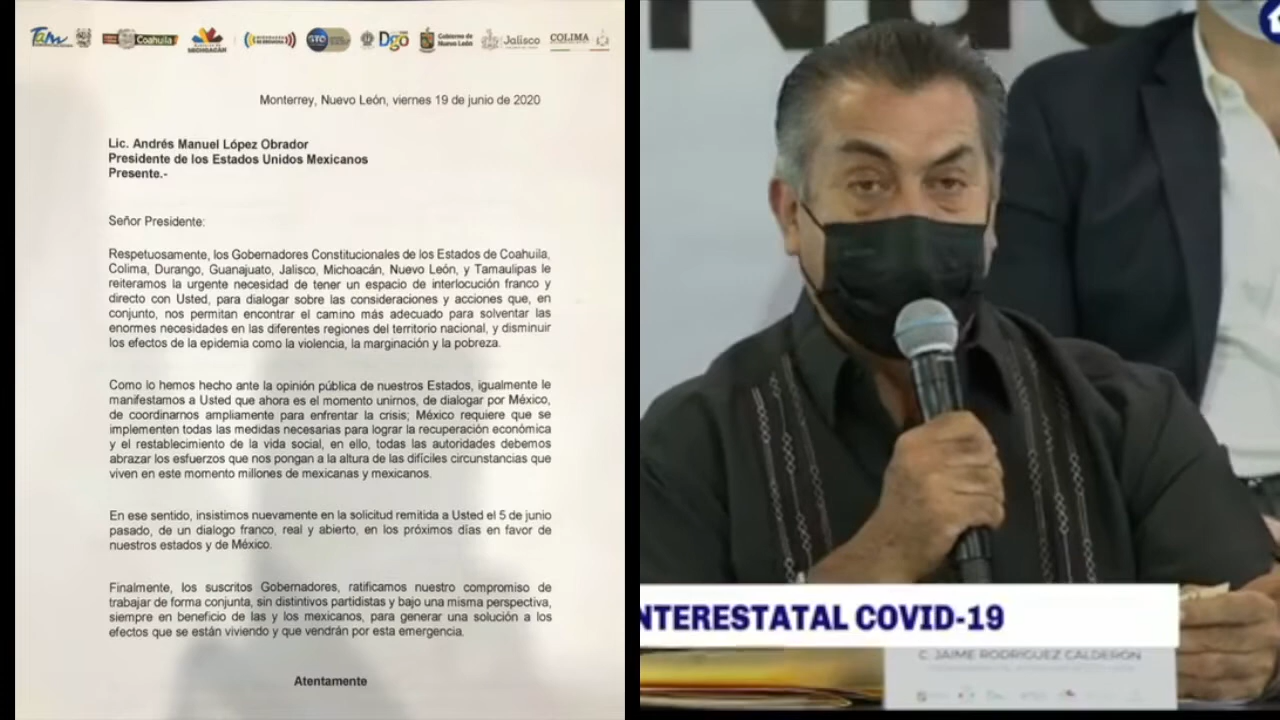 Tam
Coahuila
MICHOACÁN
GTO
Dgo
Gobierno de
Nuevo León
Jalisco
COLIMA
Monterrey, Nuevo León, viernes 19 de junio de 2020
Lic. Andrés Manuel López Obrador
Presidente de los Estados Unidos Mexicanos
Presente.-
Señor Presidente:
Respetuosamente, los Gobernadores Constitucionales de los Estados de Coahuila,
Colima, Durango, Guanajuato, Jalisco, Michoacán, Nuevo León, y Tamaulipas le
reiteramos la urgente necesidad de tener un espacio de interlocución franco y
directo con Usted, para dialogar sobre las consideraciones y acciones que, en
conjunto, nos permitan encontrar el camino más adecuado para solventar las
enormes necesidades en las diferentes regiones del territorio nacional, y disminuir
los efectos de la epidemia como la violencia, la marginación y la pobreza.
Como lo hemos hecho ante la opinión pública de nuestros Estados, igualmente le
manifestamos a Usted que ahora es el momento unirnos, de dialogar por México,
de coordinarnos ampliamente para enfrentar la crisis; México requiere que se
implementen todas las medidas necesarias para lograr la recuperación económica
y el restablecimiento de la vida social, en ello, todas las autoridades debemos
abrazar los esfuerzos que nos pongan a la altura de las difíciles circunstancias que
viven en este momento millones de mexicanas y mexicanos.
En ese sentido, insistimos nuevamente en la solicitud remitida a Usted el 5 de junio
pasado, de un dialogo franco, real y abierto, en los próximos días en favor de
nuestros estados y de México.
Finalmente, los suscritos Gobernadores, ratificamos nuestro compromiso de
trabajar de forma conjunta, sin distintivos partidistas y bajo una misma perspectiva,
siempre en beneficio de las y los mexicanos, para generar una solución a los
efectos que se están viviendo y que vendrán por esta emergencia.
Atentamente
NTERESTATAL COVID-19
C. JAIME RODRÍGUEZ CALDERÓN